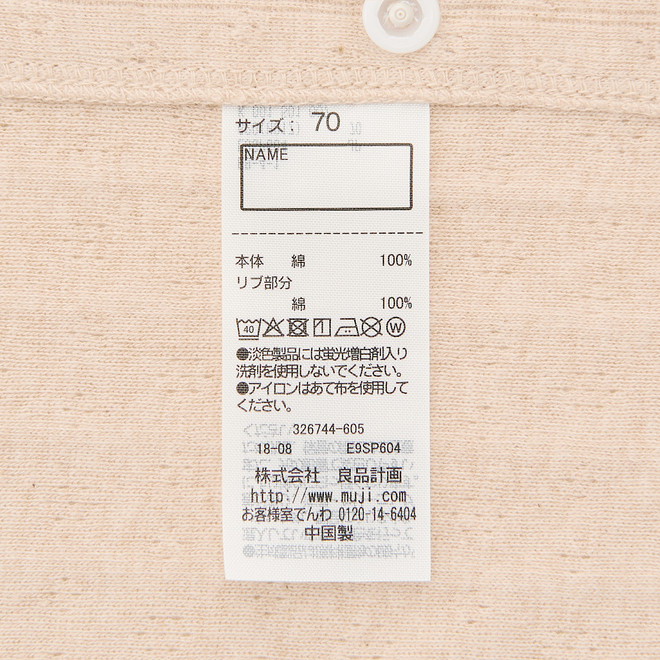 サイズ： 70
NAME
本体 綿 100%
リブ部分
綿 100%
40 W
●淡色製品には蛍光増白剤入り
洗剤を使用しないでください。
●アイロンはあて布を使用して
ください。
326744-605
18-08 E9SP604
株式会社 良品計画
http://www.muji.com
お客様室でんわ 0120-14-6404
中国製